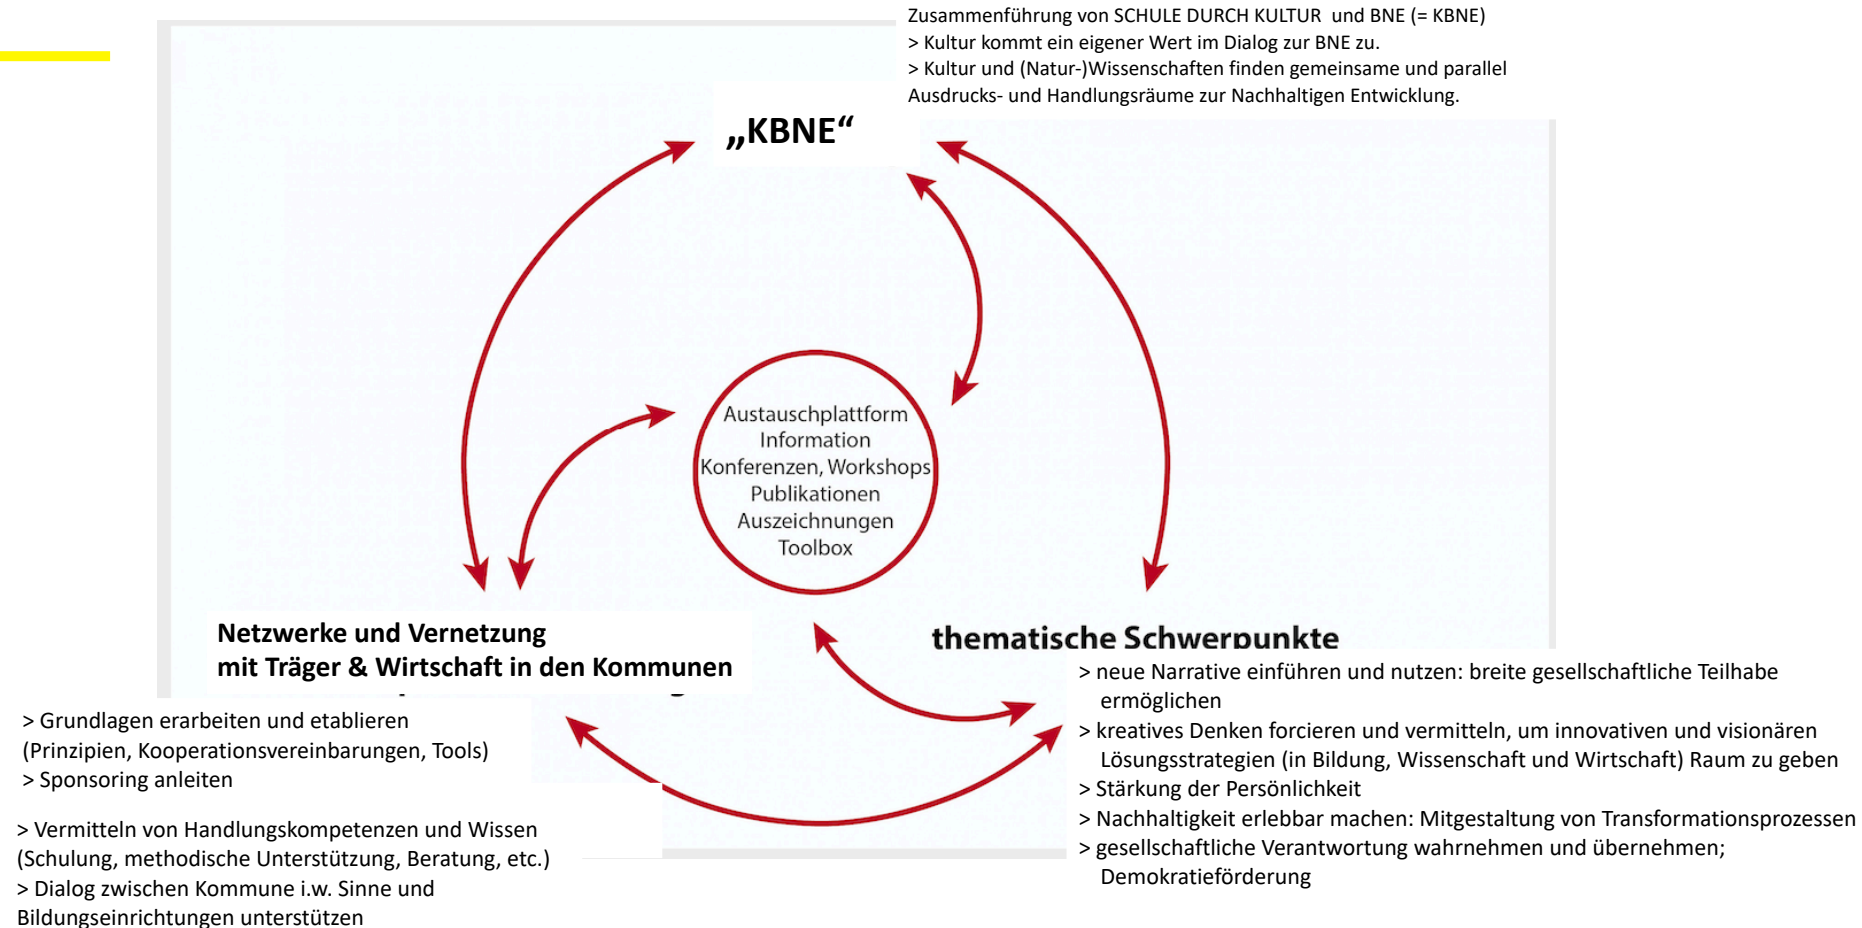 Zusammenführung von SCHULE DURCH KULTUR und BNE (= KBNE)
> Kultur kommt ein eigener Wert im Dialog zur BNE zu.
> Kultur und (Natur-)Wissenschaften finden gemeinsame und parallel
Ausdrucks- und Handlungsräume zur Nachhaltigen Entwicklung.
„KBNE“
Austauschplattform
Information
Konferenzen, Workshops
Publikationen
Auszeichnungen
Toolbox
Netzwerke und Vernetzung
mit Träger & Wirtschaft in den Kommunen
> Grundlagen erarbeiten und etablieren
(Prinzipien, Kooperationsvereinbarungen, Tools)
> Sponsoring anleiten
> Vermitteln von Handlungskompetenzen und Wissen
(Schulung, methodische Unterstützung, Beratung, etc.)
> Dialog zwischen Kommune i.w. Sinne und
Bildungseinrichtungen unterstützen
thematische Schwerpunkte
> neue Narrative einführen und nutzen: breite gesellschaftliche Teilhabe
ermöglichen
> kreatives Denken forcieren und vermitteln, um innovativen und visionären
Lösungsstrategien (in Bildung, Wissenschaft und Wirtschaft) Raum zu geben
> Stärkung der Persönlichkeit
> Nachhaltigkeit erlebbar machen: Mitgestaltung von Transformationsprozessen
> gesellschaftliche Verantwortung wahrnehmen und übernehmen;
Demokratieförderung